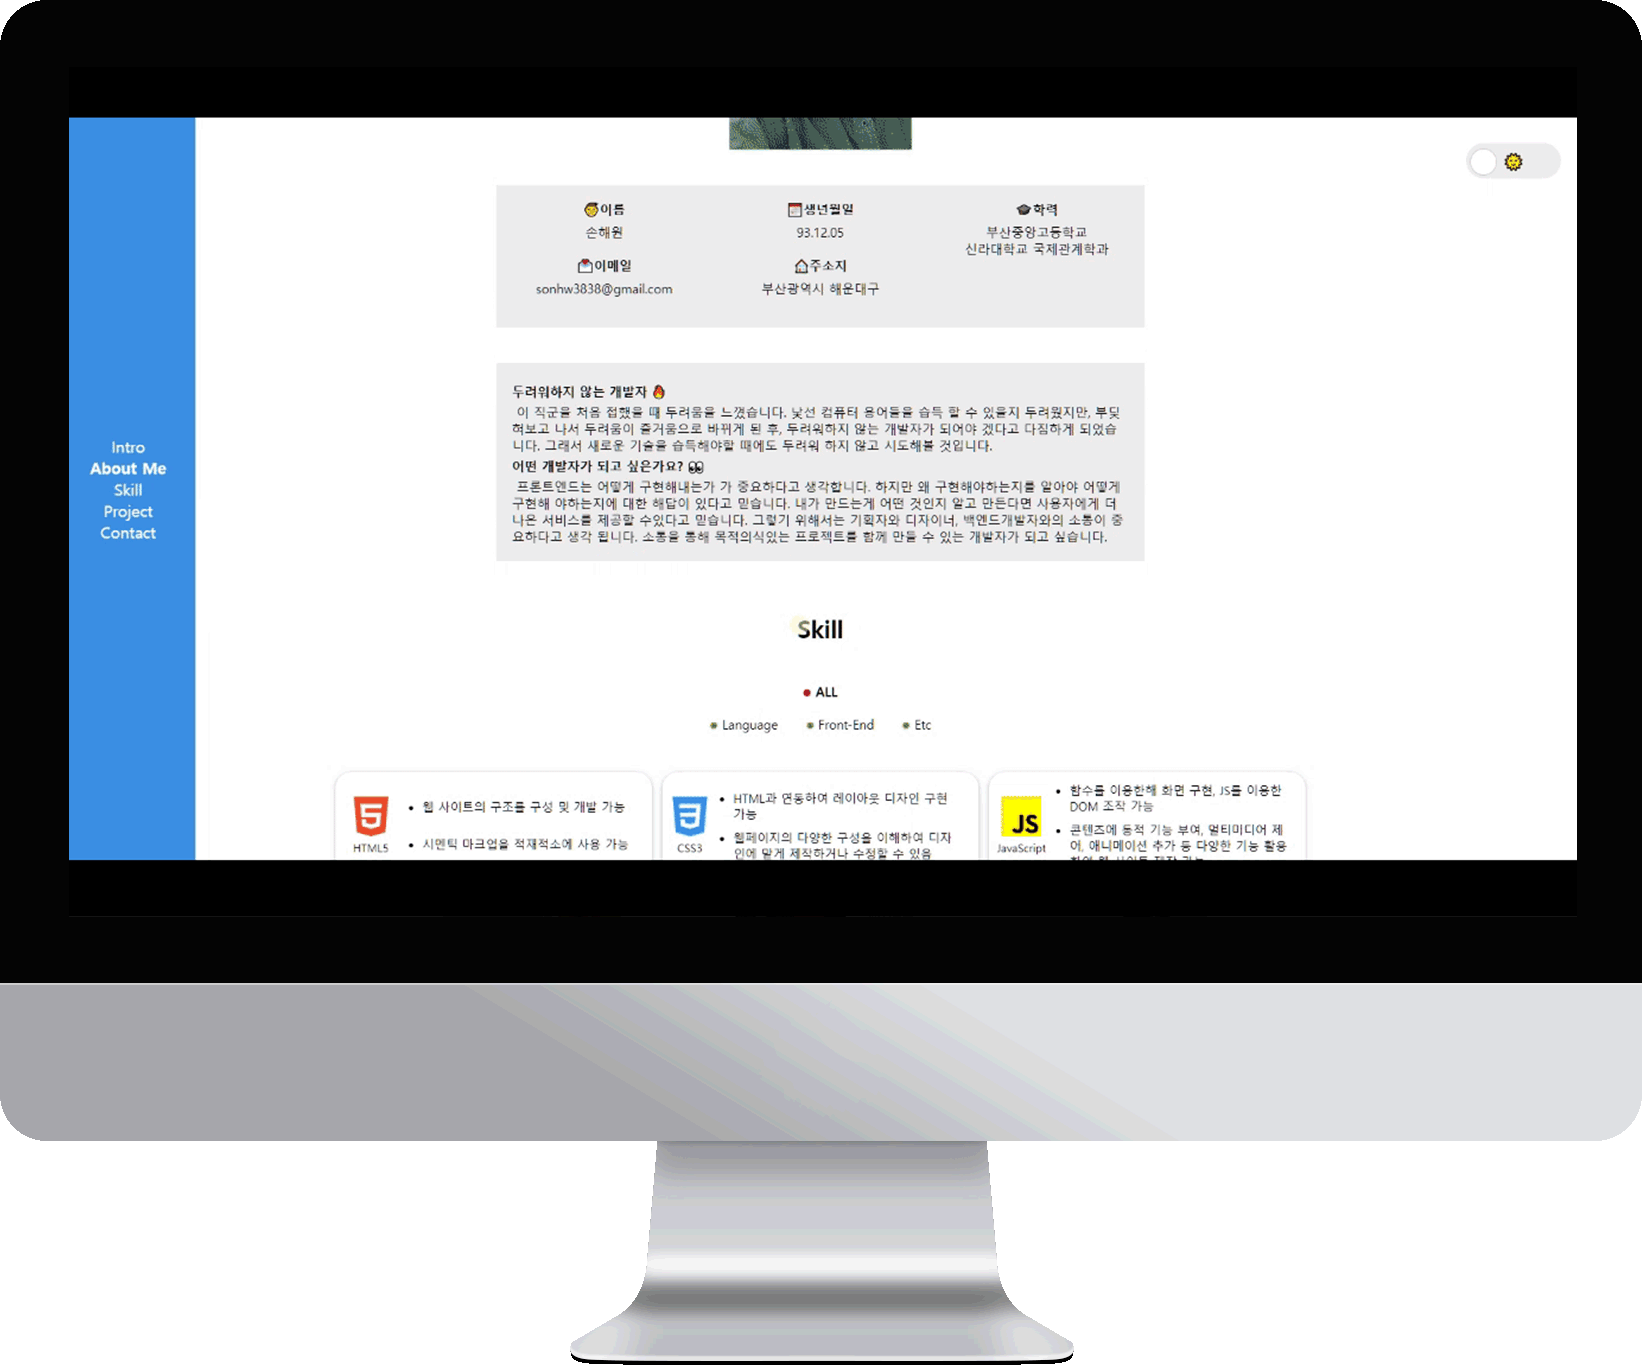 Intro
About Me
Skill
Project
Contact
이름
손해원
생년월일
93.12.05
학력
부산중앙고등학교
신라대학교 국제관계학과
이메일
sonhw3838@gmail.com
주소지
부산광역시 해운대구
두려워하지 않는 개발자
이 직군을 처음 접했을 때 두려움을 느꼈습니다. 낯선 컴퓨터 용어들을 습득 할 수 있을지 두려웠지만, 부딪
혀보고 나서 두려움이 즐거움으로 바뀌게 된 후, 두려워하지 않는 개발자가 되어야 겠다고 다짐하게 되었습
니다. 그래서 새로운 기술을 습득해야할 때에도 두려워 하지 않고 시도해볼 것입니다.
어떤 개발자가 되고 싶은가요?
프론트엔드는 어떻게 구현해내는가 가 중요하다고 생각합니다. 하지만 왜 구현해야하는지를 알아야 어떻게
구현해 야하는지에 대한 해답이 있다고 믿습니다. 내가 만드는게 어떤 것인지 알고 만든다면 사용자에게 더
나은 서비스를 제공할 수있다고 믿습니다. 그렇기 위해서는 기획자와 디자이너, 백엔드개발자와의 소통이 중
요하다고 생각 됩니다. 소통을 통해 목적의식있는 프로젝트를 함께 만들 수 있는 개발자가 되고 싶습니다.
Skill
ALL
Language
Front-End
Etc
HTML5
웹 사이트의 구조를 구성 및 개발 가능
시멘틱 마크업을 적재적소에 사용 가능
CSS3
HTML과 연동하여 레이아웃 디자인 구현
가능
웹페이지의 다양한 구성을 이해하여 디자
인에 맞게 제작하거나 수정할 수 있음
JS
JavaScript
함수를 이용한해 화면 구현, JS를 이용한
DOM 조작 가능
콘텐츠에 동적 기능 부여, 멀티미디어 제
어, 애니메이션 추가 등 다양한 기능 활용